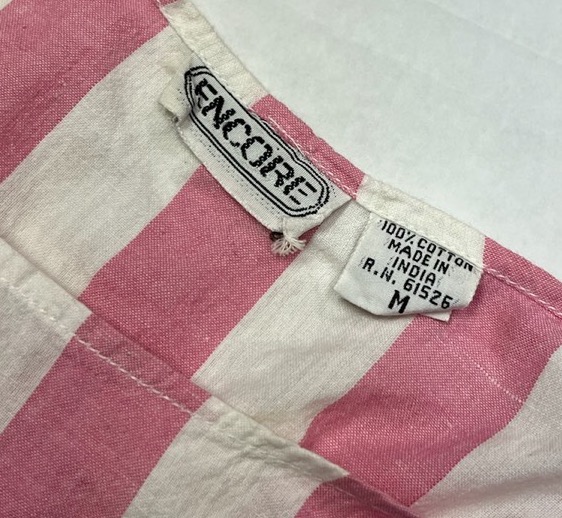 ENCORE
100% COTTON
MADE IN
INDIA
R.N. 61526
M